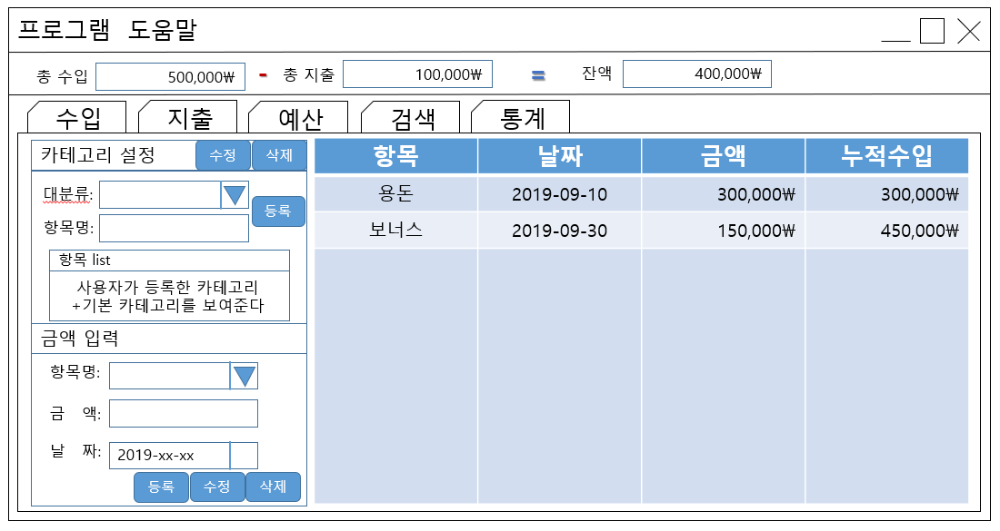 프로그램 도움말
총 수입 500,000₩ - 총 지출 100,000₩ = 잔액 400,000₩
수입 지출 예산 검색 통계
카테고리 설정 수정 삭제
대분류:
등록
항목명:
항목 list
사용자가 등록한 카테고리
+기본 카테고리를 보여준다
금액 입력
항목명:
금 액:
날 짜: 2019-xx-xx
등록 수정 삭제
항목 날짜 금액 누적수입
용돈 2019-09-10 300,000₩ 300,000₩
보너스 2019-09-30 150,000₩ 450,000₩